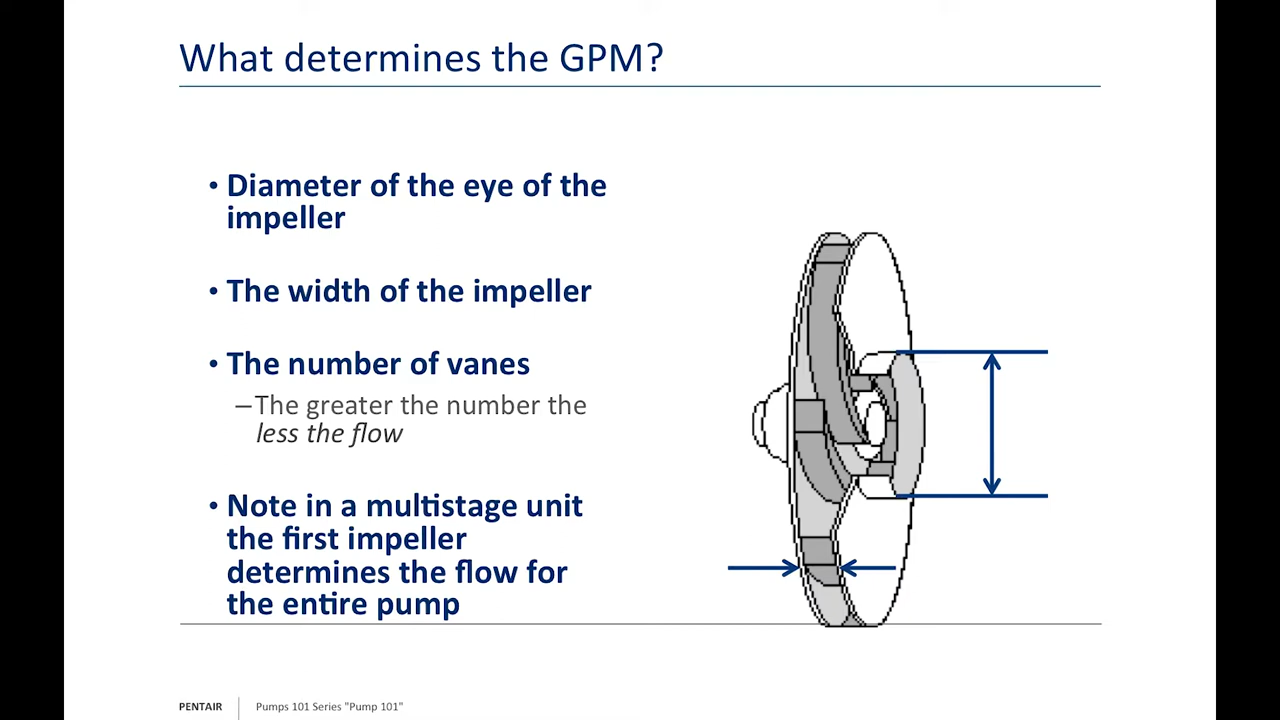 What determines the GPM?
• Diameter of the eye of the
impeller
• The width of the impeller
• The number of vanes
–The greater the number the
less the flow
• Note in a multistage unit
the first impeller
determines the flow for
the entire pump
PENTAIR
Pumps 101 Series "Pump 101"